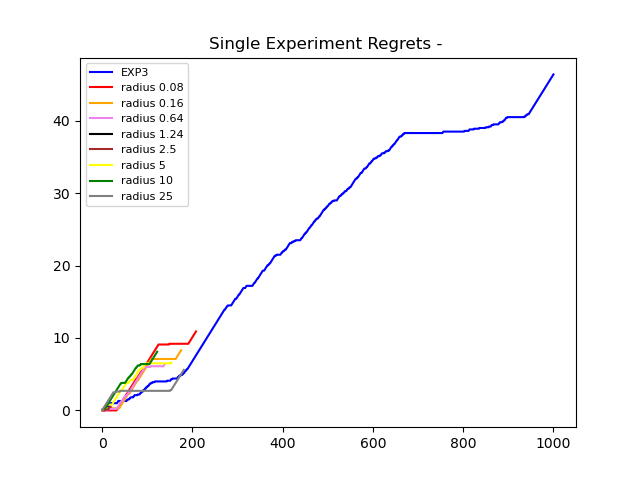 Single Experiment Regrets -
EXP3
radius 0.08
radius 0.16
radius 0.64
radius 1.24
radius 2.5
radius 5
radius 10
radius 25
40
30
20
10
0
0 200 400 600 800 1000